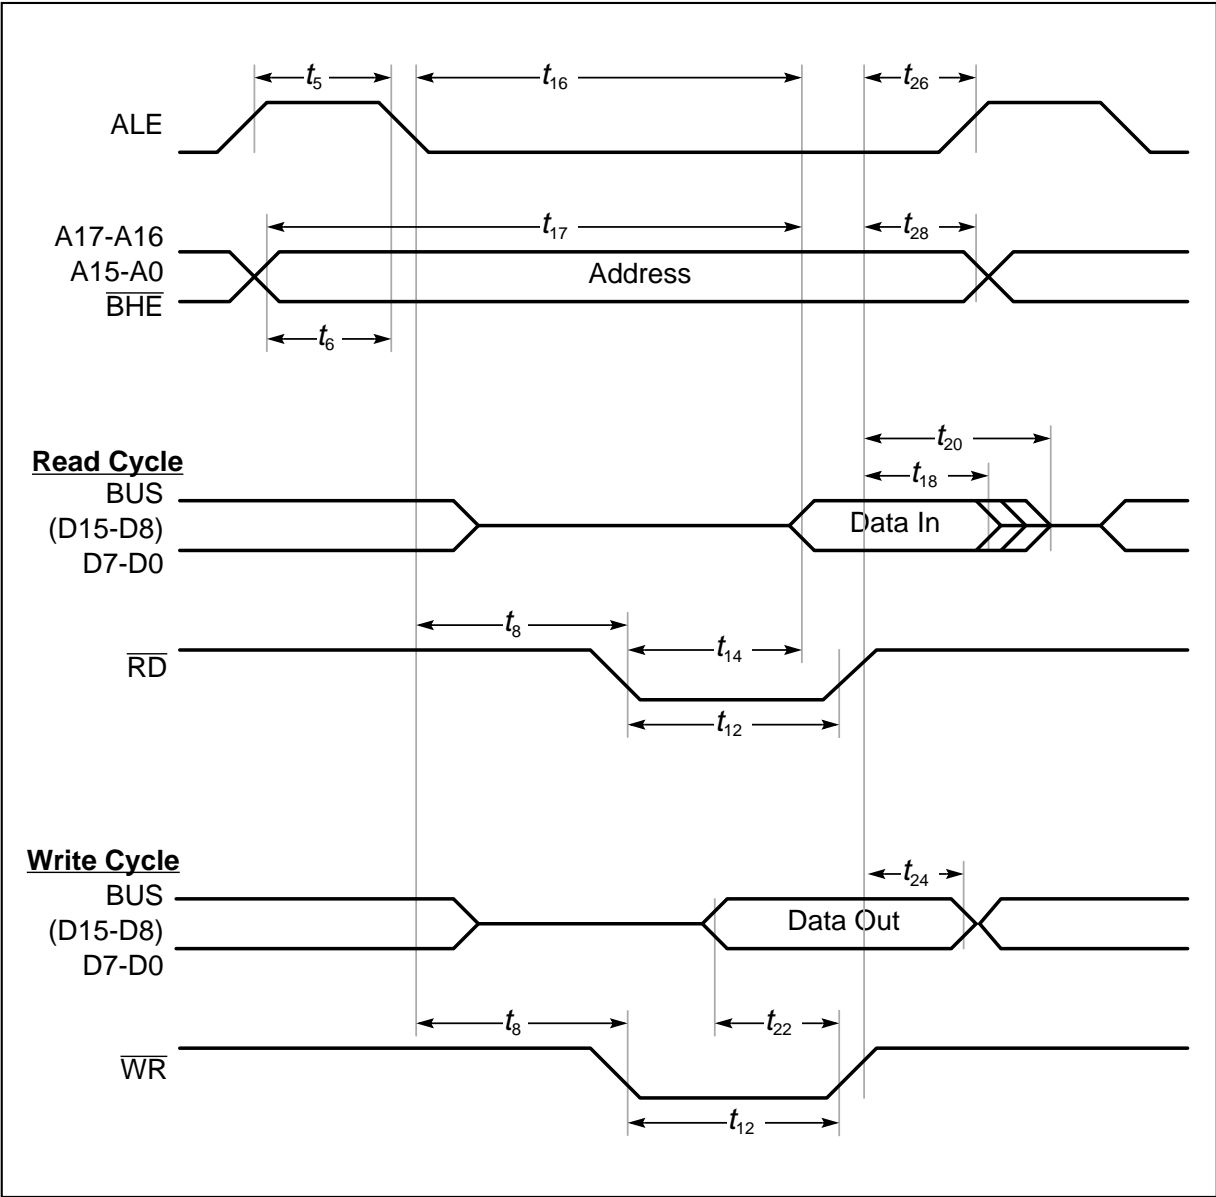 t5
t16
t26
ALE
t17
t28
A17-A16
A15-A0
BHE
Address
t6
t20
Read Cycle
t18
BUS
(D15-D8)
D7-D0
Data In
t8
t14
RD
t12
Write Cycle
t24
BUS
(D15-D8)
D7-D0
Data Out
t8
t22
WR
t12